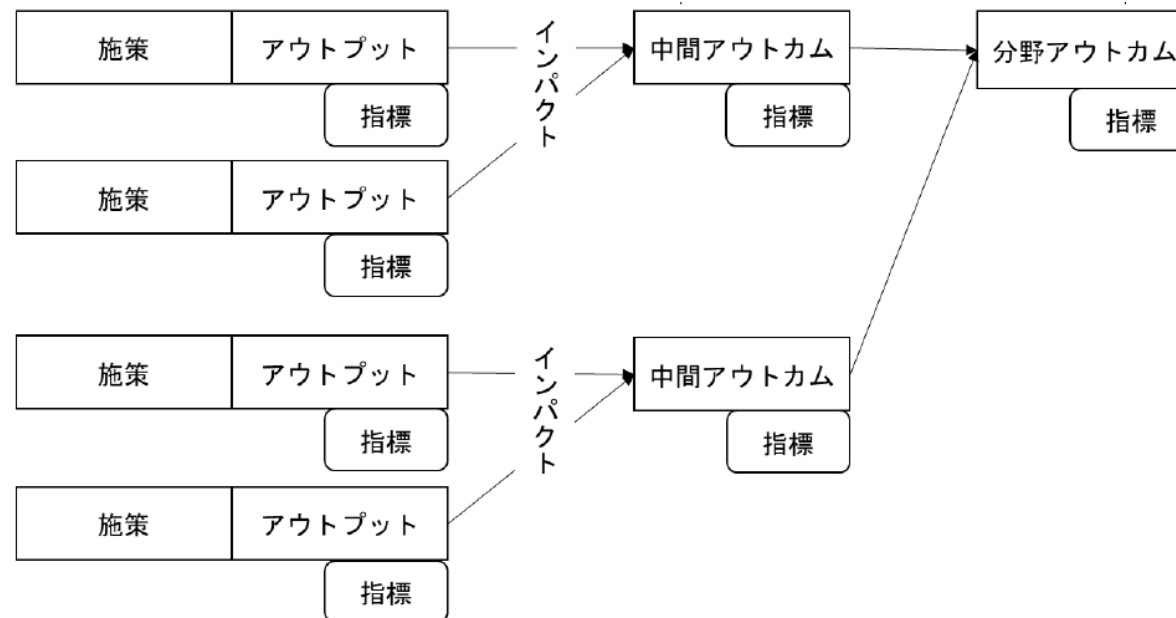 施策 アウトプット インパクト 中間アウトカム 分野アウトカム
指標 指標 指標
施策 アウトプット
指標
施策 アウトプット インパクト 中間アウトカム
指標 指標
施策 アウトプット
指標